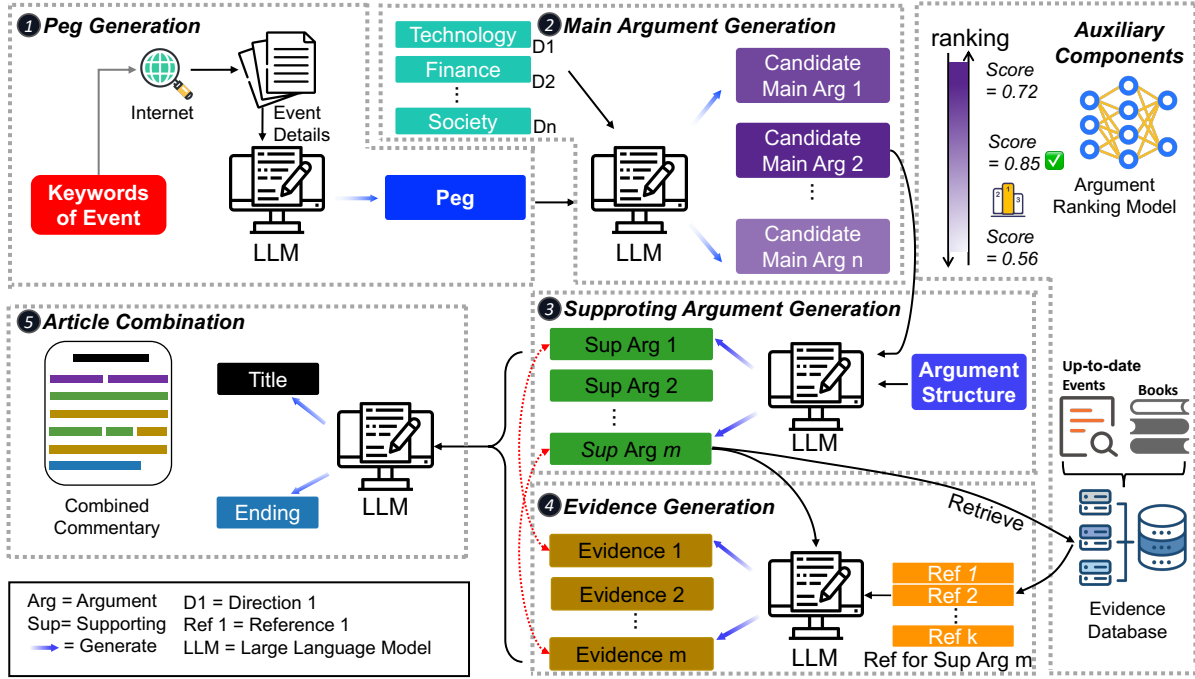 1 Peg Generation
Internet
Event
Details
Keywords
of Event
LLM
Peg
2 Main Argument Generation
Technology
D1
Finance
D2
Society
Dn
LLM
Candidate
Main Arg 1
Candidate
Main Arg 2
Candidate
Main Arg n
ranking
Score
= 0.72
Score
= 0.85
2 1 3
Score
= 0.56
Auxiliary
Components
Argument
Ranking Model
3 Supproting Argument Generation
Sup Arg 1
Sup Arg 2
Sup Arg m
LLM
Argument
Structure
Up-to-date
Events
Books
Retrieve
Evidence
Database
4 Evidence Generation
Evidence 1
Evidence 2
Evidence m
LLM
Ref 1
Ref 2
Ref k
Ref for Sup Arg m
5 Article Combination
Title
Ending
LLM
Combined
Commentary
Arg = Argument
Sup= Supporting
= Generate
D1 = Direction 1
Ref 1 = Reference 1
LLM = Large Language Model